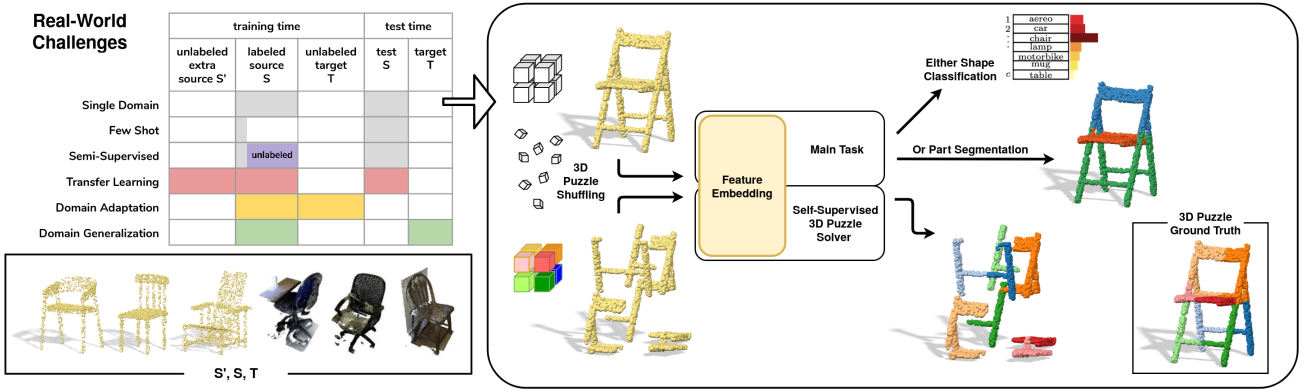 Real-World
Challenges
training time
test time
unlabeled
extra
source S'
labeled
source
S
unlabeled
target
T
test
S
target
T
Single Domain
Few Shot
Semi-Supervised
unlabeled
Transfer Learning
Domain Adaptation
Domain Generalization
S', S, T
3D
Puzzle
Shuffling
Feature
Embedding
Main Task
Self-Supervised
3D Puzzle
Solver
Either Shape
Classification
1 aereo
2 car
: chair
: lamp
motorbike
mug
c table
Or Part Segmentation
3D Puzzle
Ground Truth